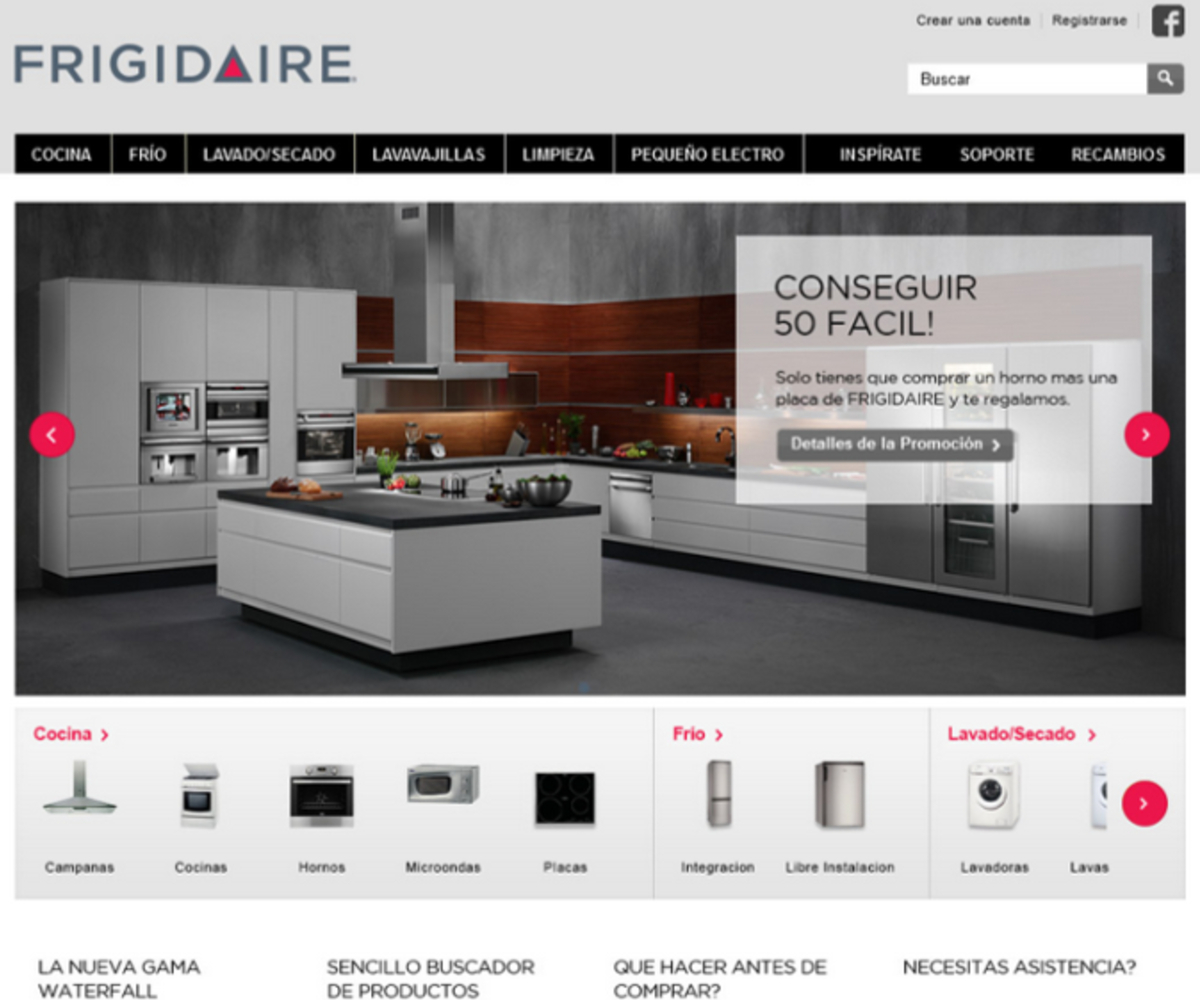 Crear una cuenta
Registrarse
FRIGIDAIRE
Buscar
COCINA FRÍO LAVADO/SECADO LAVAVAJILLAS LIMPIEZA PEQUEÑO ELECTRO INSPÍRATE SOPORTE RECAMBIOS
CONSEGUIR
50 FACIL!
Solo tienes que comprar un horno mas una
placa de FRIGIDAIRE y te regalamos.
Detalles de la Promoción
Cocina
Frio
Lavado/Secado
Campanas Cocinas Hornos Microondas Placas Integracion Libre Instalacion Lavadoras Lavas
LA NUEVA GAMA
WATERFALL
SENCILLO BUSCADOR
DE PRODUCTOS
QUE HACER ANTES DE
COMPRAR?
NECESITAS ASISTENCIA?